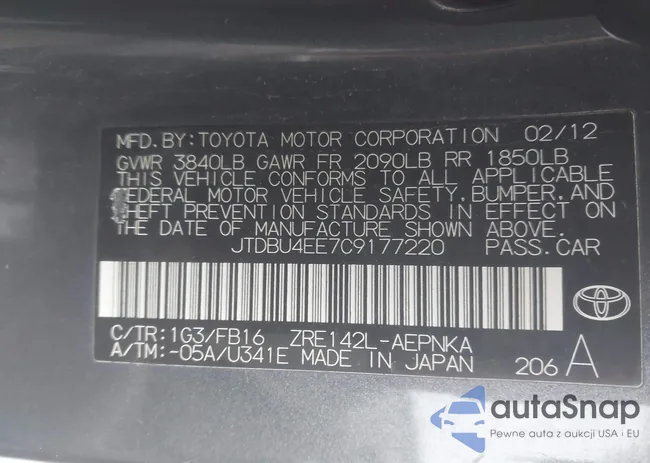 MFD.BY:TOYOTA MOTOR CORPORATION 02/12
GVWR 3840LB GAWR FR 2090LB RR 1850LB
THIS VEHICLE CONFORMS TO ALL APPLICABLE
FEDERAL MOTOR VEHICLE SAFETY,BUMPER,AND
THEFT PREVENTION STANDARDS IN EFFECT ON
THE DATE OF MANUFACTURE SHOWN ABOVE.
JTDBU4EE7C9177220 PASS.CAR
C/TR:1G3/FB16 ZRE142L-AEPNKA
A/TM:-05A/U341E MADE IN JAPAN 206 A
autaSnap
Pewne auta z aukcji USA i EU